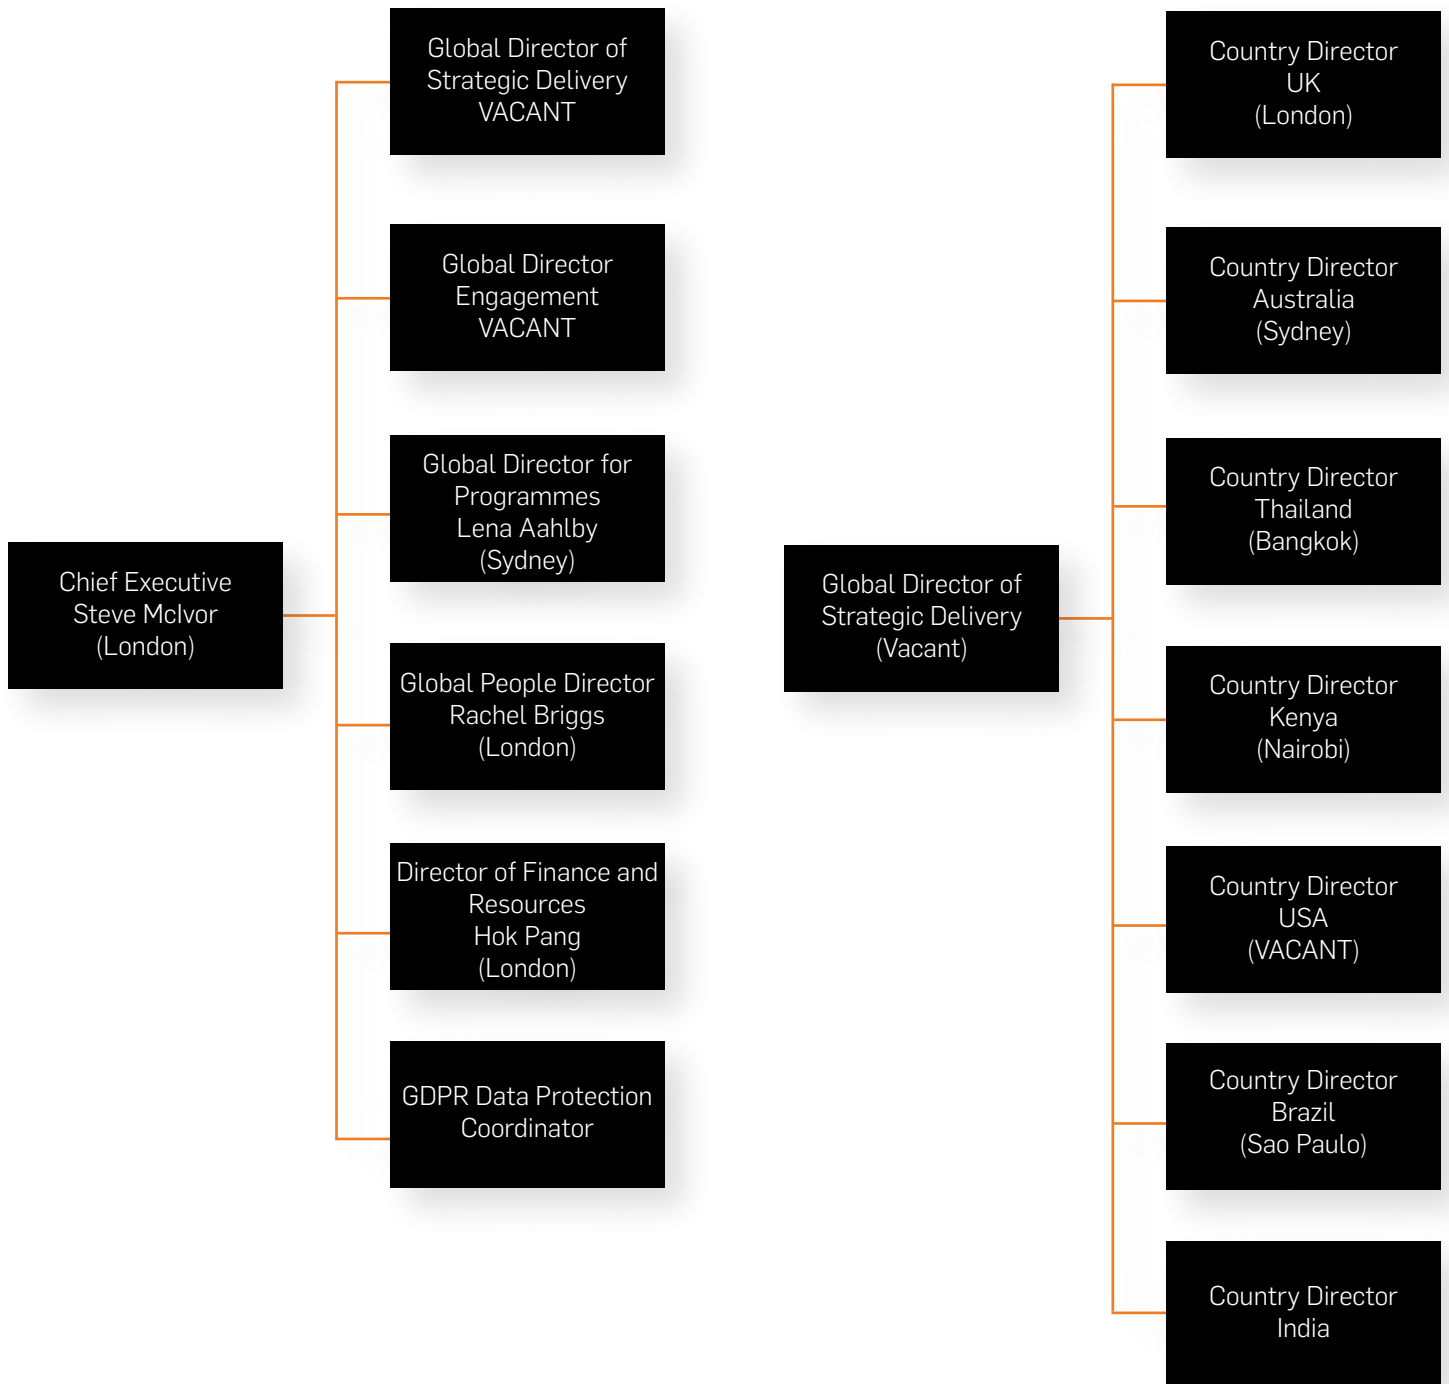 Chief Executive
Steve McIvor
(London)
Global Director of
Strategic Delivery
VACANT
Global Director
Engagement
VACANT
Global Director for
Programmes
Lena Aahlby
(Sydney)
Global People Director
Rachel Briggs
(London)
Director of Finance and
Resources
Hok Pang
(London)
GDPR Data Protection
Coordinator
Global Director of
Strategic Delivery
(Vacant)
Country Director
UK
(London)
Country Director
Australia
(Sydney)
Country Director
Thailand
(Bangkok)
Country Director
Kenya
(Nairobi)
Country Director
USA
(VACANT)
Country Director
Brazil
(Sao Paulo)
Country Director
India